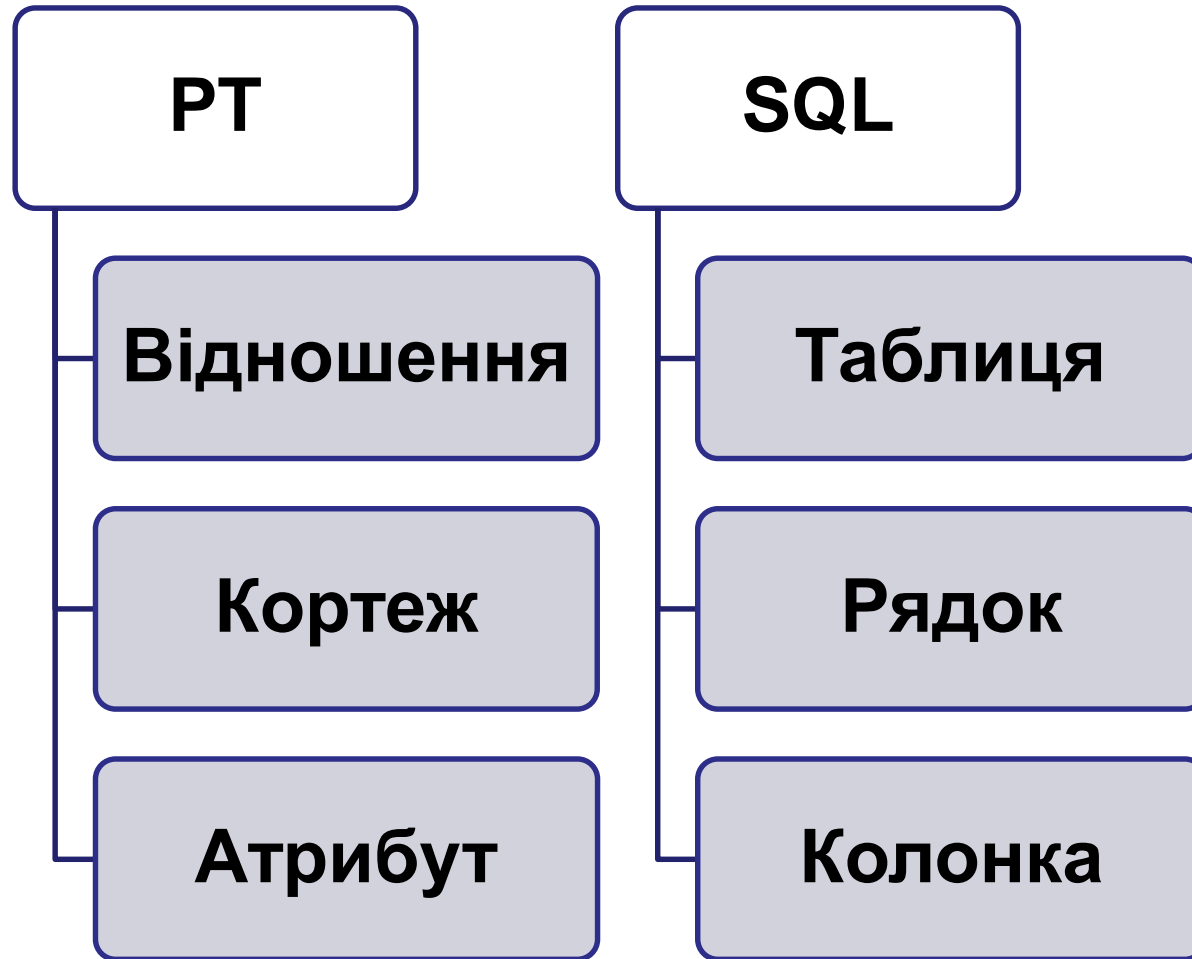 РТ
Відношення
Кортеж
Атрибут
SQL
Таблиця
Рядок
Колонка